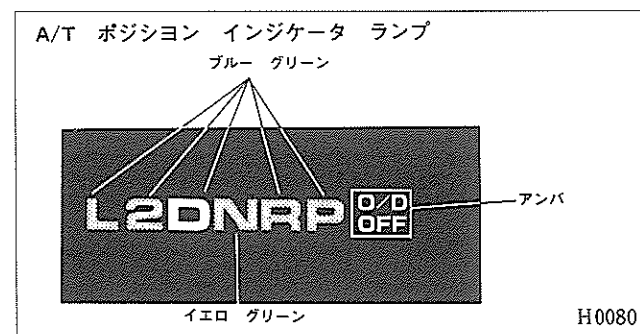 A/T ポジシヨン インジケータ ランプ
ブルー グリーン
L2DNRP O/D OFF
アンバ
イエロ グリーン
H0080